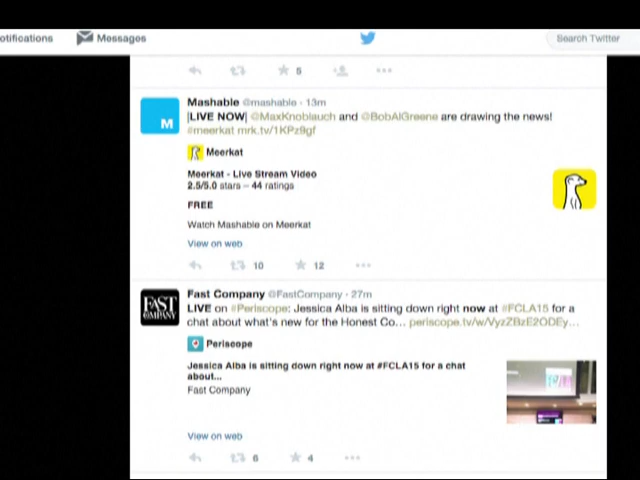 otifications Messages Search Twitter
5
Mashable @mashable · 13m
|LIVE NOW| @MaxKnoblauch and @BobAlGreene are drawing the news!
#meerkat mrk.tv/1KPz9gf
M
Meerkat
Meerkat - Live Stream Video
2.5/5.0 stars – 44 ratings
FREE
Watch Mashable on Meerkat
View on web
10 12
Fast Company @FastCompany · 27m
FAST COMPANY
LIVE on #Periscope: Jessica Alba is sitting down right now at #FCLA15 for a
chat about what's new for the Honest Co... periscope.tv/w/VyzZBzE2ODEy...
Periscope
Jessica Alba is sitting down right now at #FCLA15 for a chat
about...
Fast Company
View on web
6 4